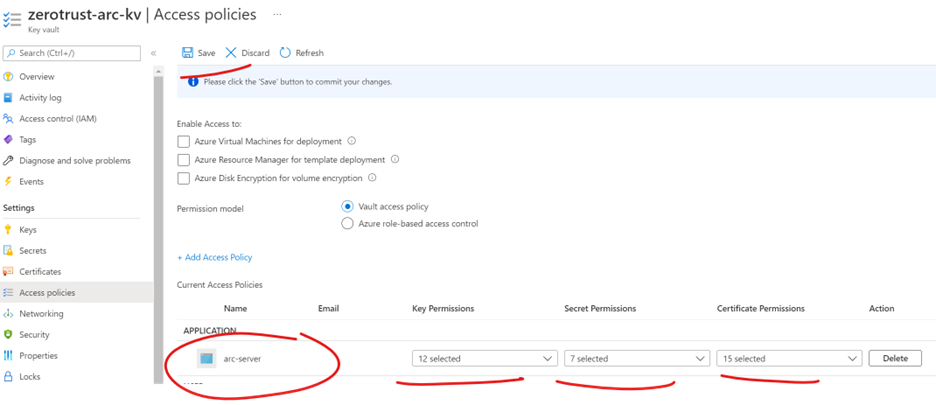 zerotrust-arc-kv | Access policies ...
Key vault
Search (Ctrl+/)
«
Overview
Activity log
Access control (IAM)
Tags
Diagnose and solve problems
Events
Settings
Keys
Secrets
Certificates
Access policies
Networking
Security
Properties
Locks
Save Discard Refresh
Please click the 'Save' button to commit your changes.
Enable Access to:
Azure Virtual Machines for deployment
Azure Resource Manager for template deployment
Azure Disk Encryption for volume encryption
Permission model
Vault access policy
Azure role-based access control
+ Add Access Policy
Current Access Policies
Name Email Key Permissions Secret Permissions Certificate Permissions Action
APPLICATION
arc-server 12 selected 7 selected 15 selected Delete